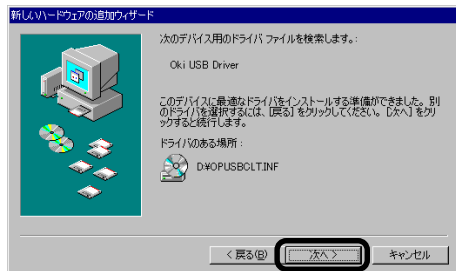 新しいハードウェアの追加ウィザード
次のデバイス用のドライバ ファイルを検索します。:
Oki USB Driver
このデバイスに最適なドライバをインストールする準備ができました。別
のドライバを選択するには、[戻る] をクリックしてください。[次へ] をクリ
ックすると続行します。
ドライバのある場所:
D:¥OPUSBCLT.INF
< 戻る(B)
次へ >
キャンセル